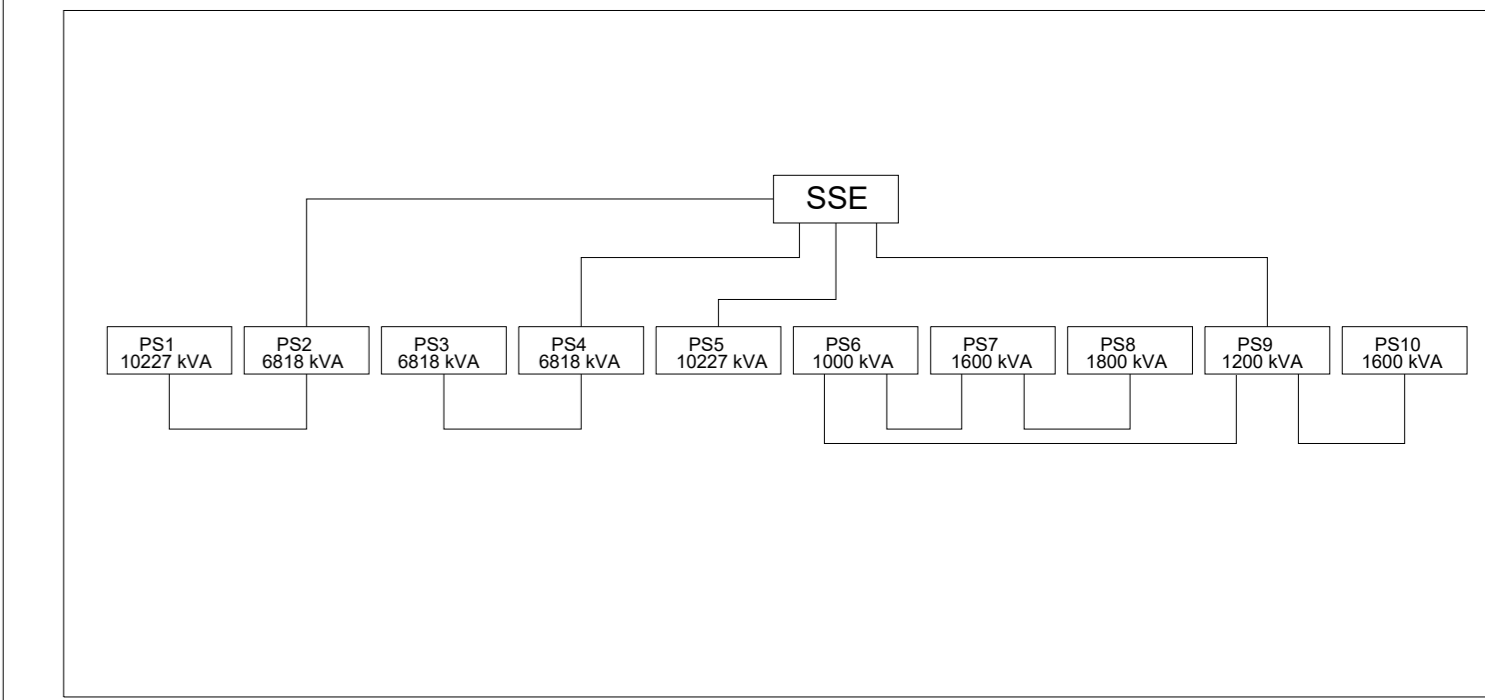 SSE
PS1
10227 kVA
PS2
6818 kVA
PS3
6818 kVA
PS4
6818 kVA
PS5
10227 kVA
PS6
1000 kVA
PS7
1600 kVA
PS8
1800 kVA
PS9
1200 kVA
PS10
1600 kVA